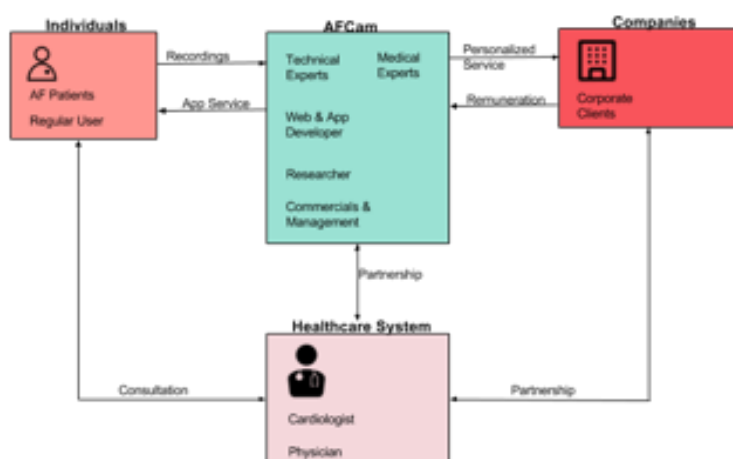 Individuals
AFCam
Companies
AF Patients
Regular User
Recordings
App Service
Technical
Experts
Medical
Experts
Web & App
Developer
Researcher
Commercials &
Management
Personalized
Service
Remuneration
Corporate
Clients
Partnership
Healthcare System
Consultation
Partnership
Cardiologist
Physician